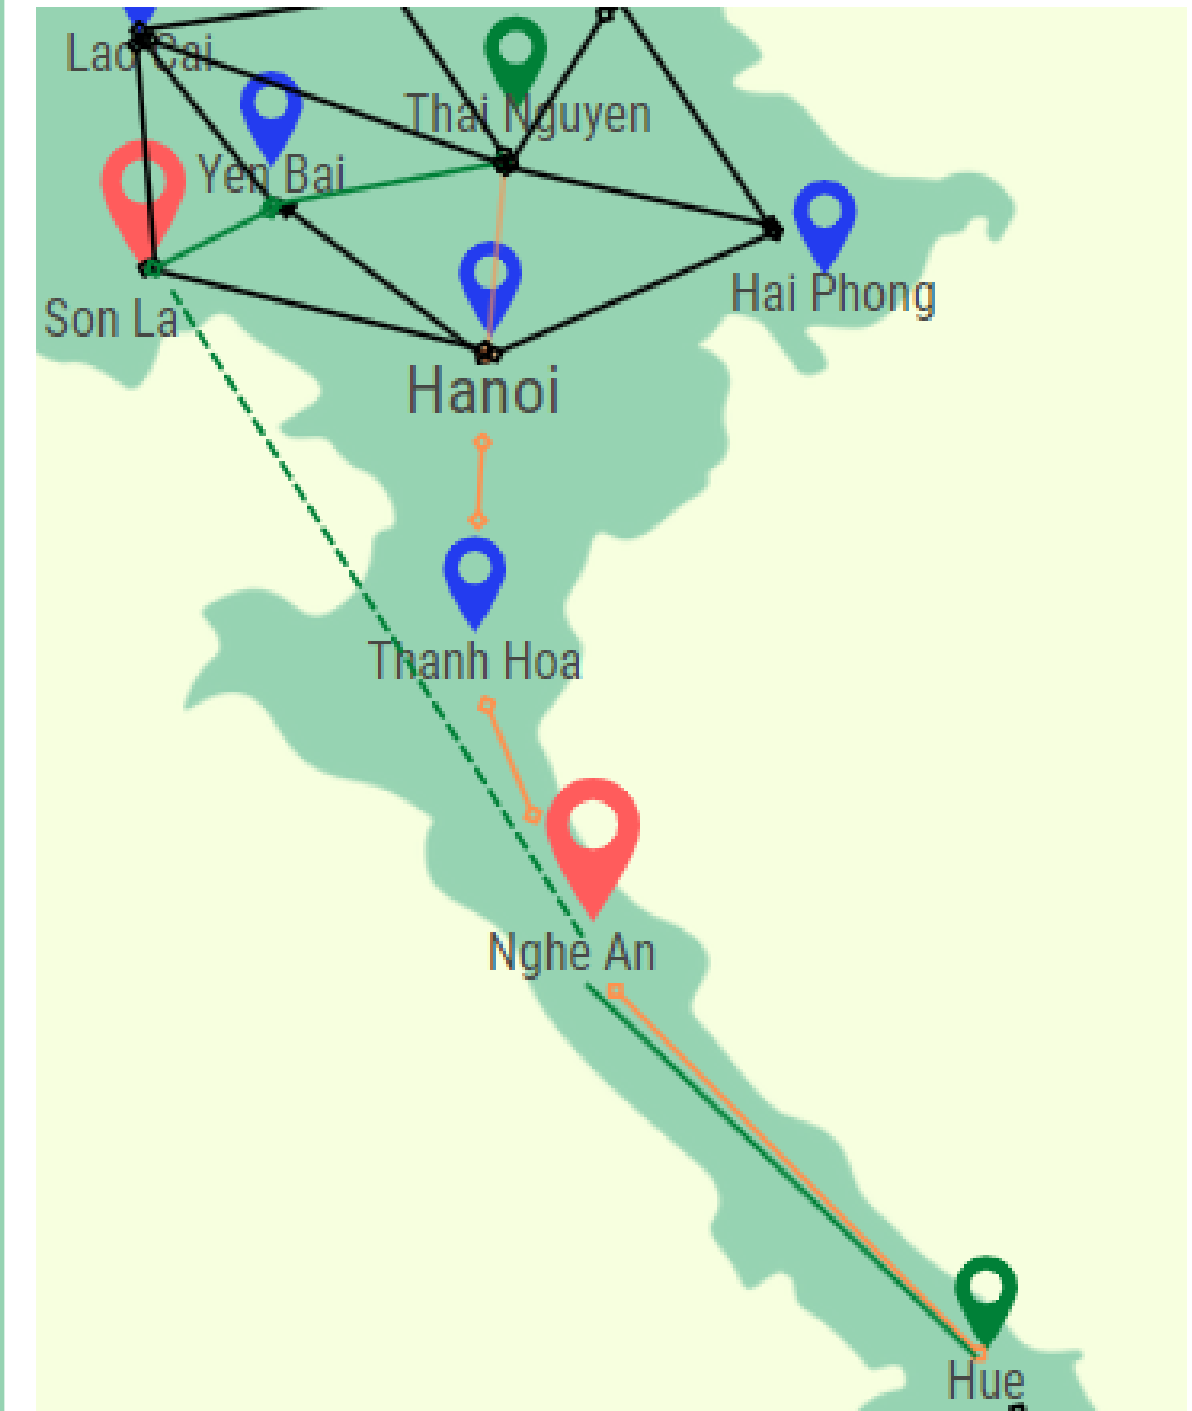 Lao Cai
Thai Nguyen
Yen Bai
Hai Phong
Son La
Hanoi
Thanh Hoa
Nghe An
Hue